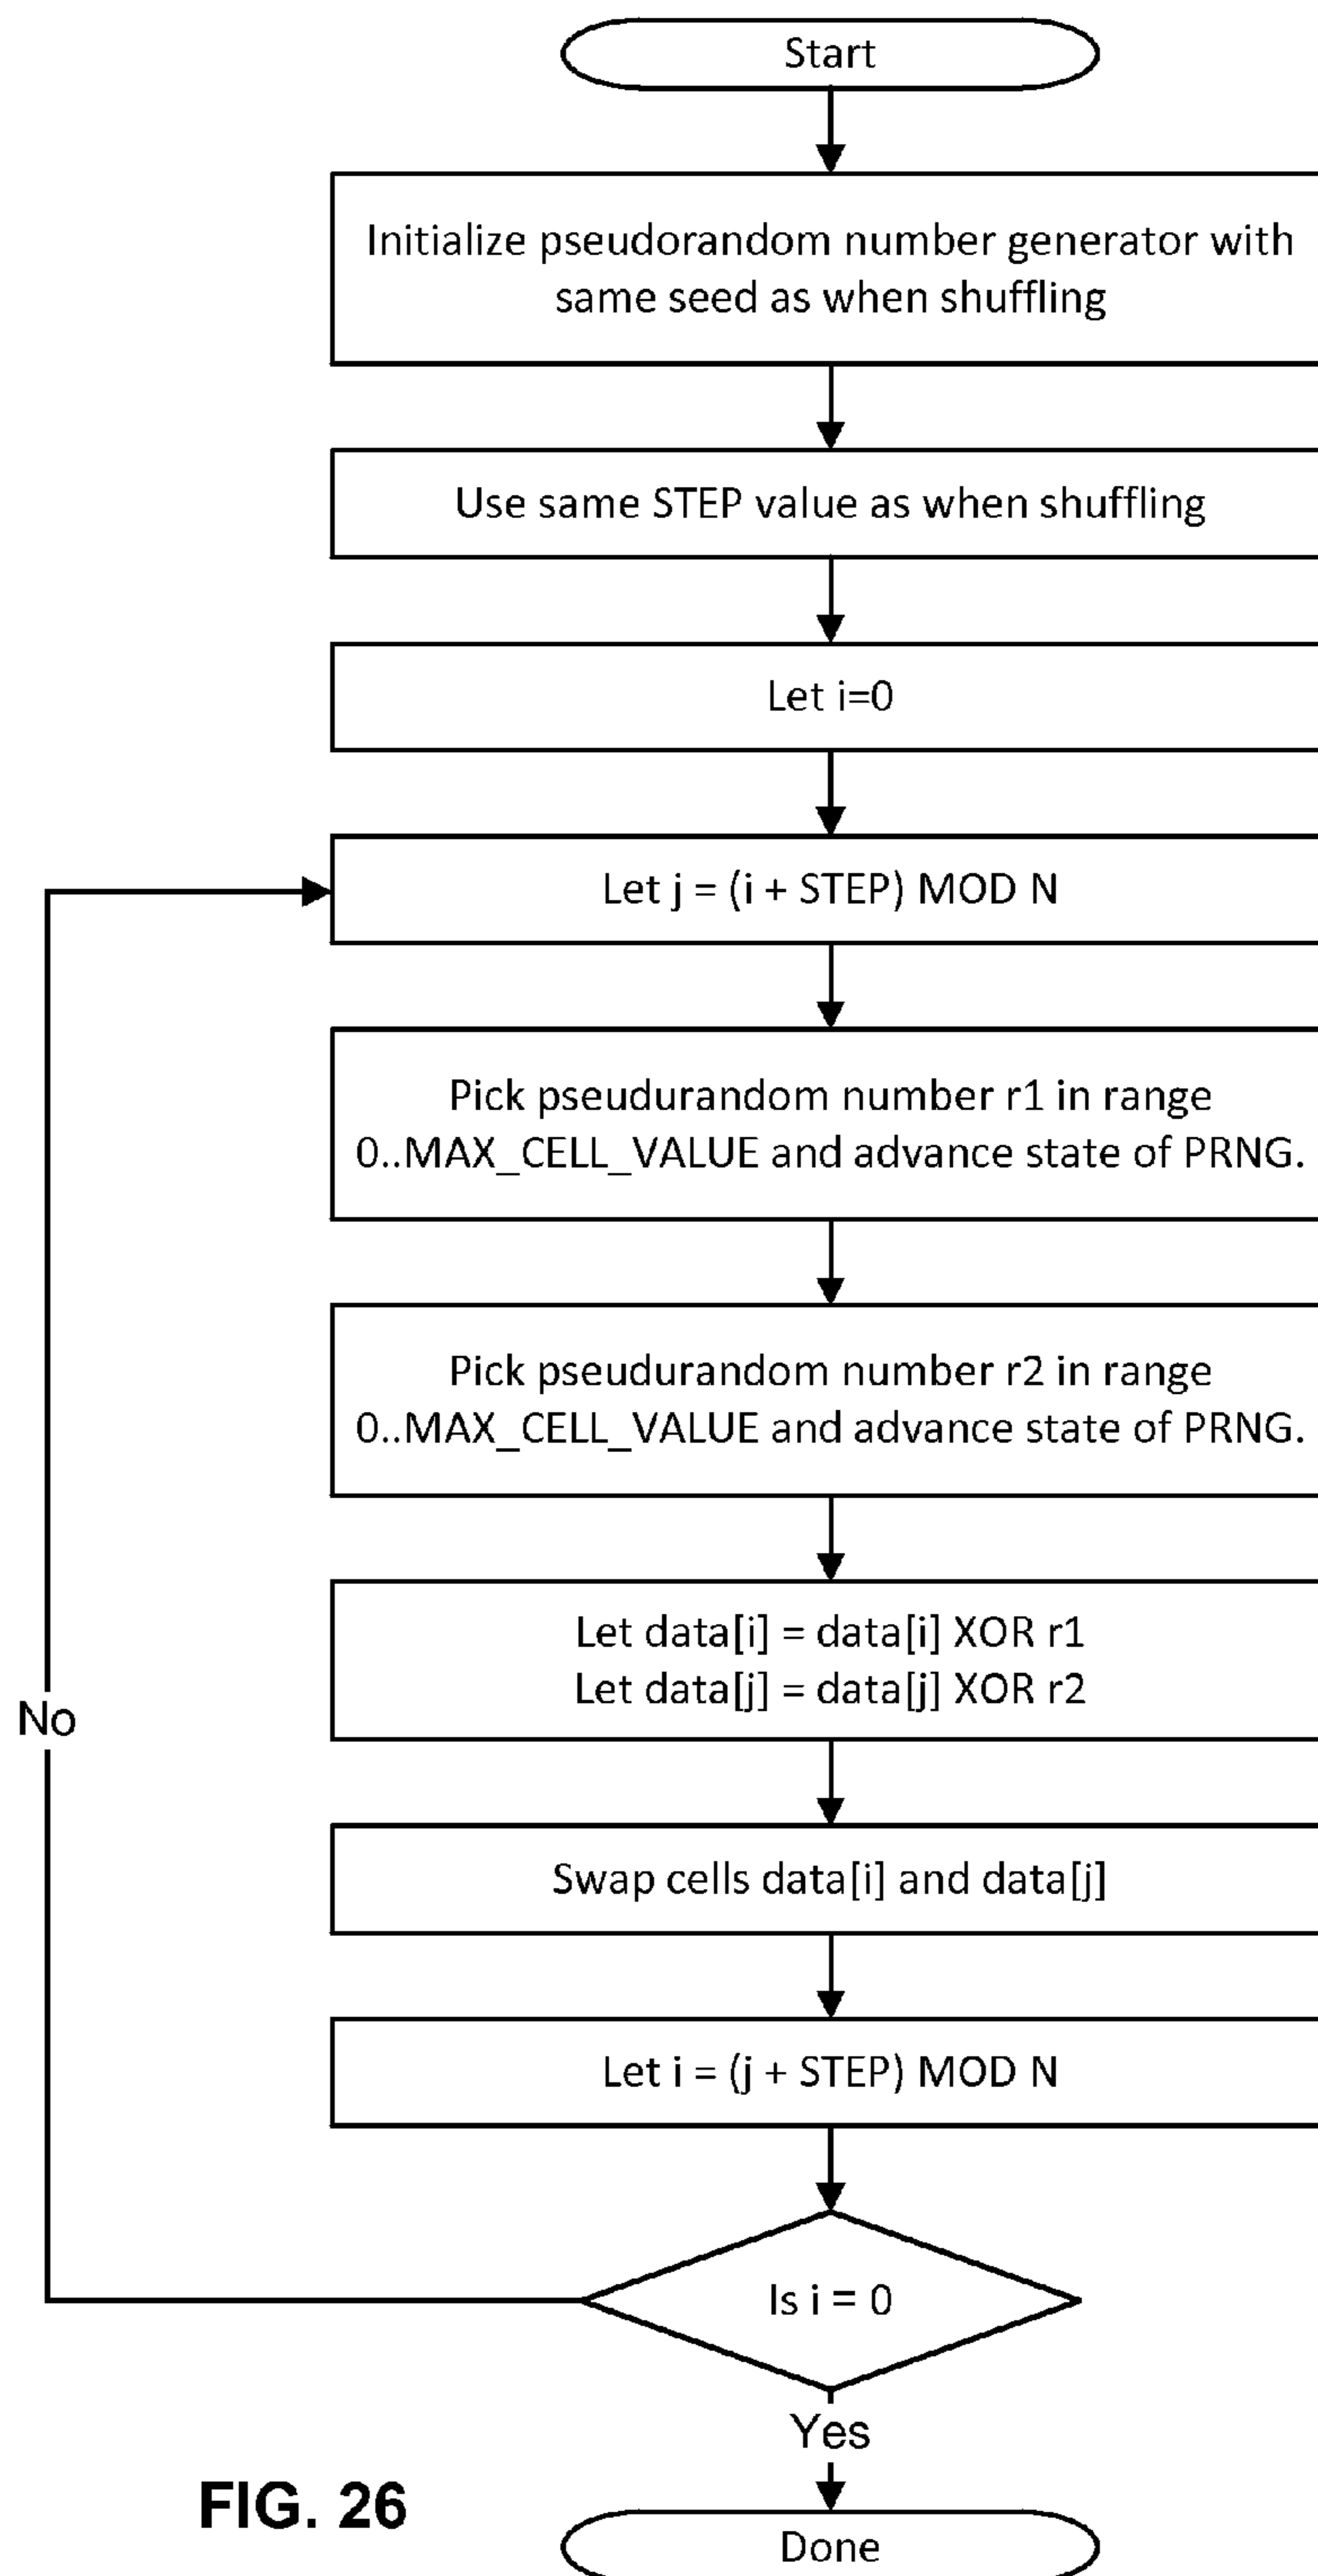 Start
Initialize pseudorandom number generator with
same seed as when shuffling
Use same STEP value as when shuffling
Let i=0
Let j = (i + STEP) MOD N
Pick pseudurandom number r1 in range
0..MAX_CELL_VALUE and advance state of PRNG.
Pick pseudurandom number r2 in range
0..MAX_CELL_VALUE and advance state of PRNG.
Let data[i] = data[i] XOR r1
Let data[j] = data[j] XOR r2
No
Swap cells data[i] and data[j]
Let i = (j + STEP) MOD N
Is i = 0
Yes
FIG. 26
Done